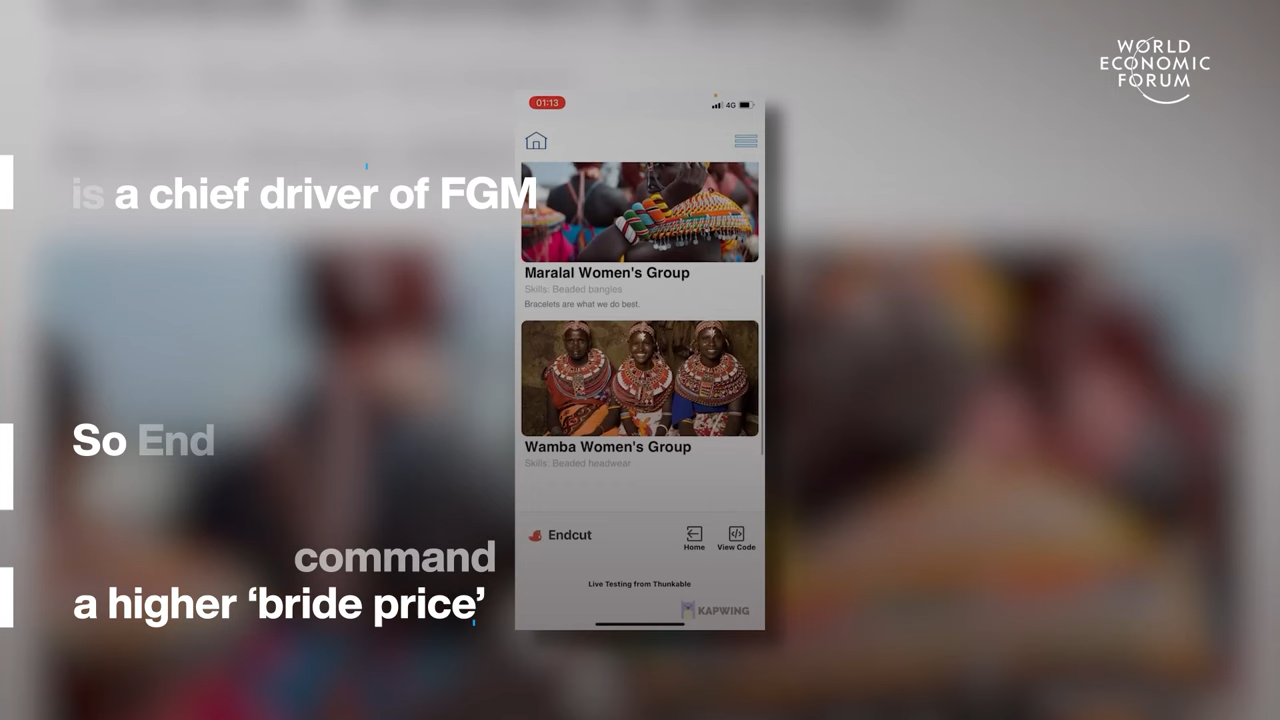 WORLD
ECONOMIC
FORUM
01:13
4G
is a chief driver of FGM
Maralal Women's Group
Skills: Beaded bangles
Bracelets are what we do best.
So End
Wamba Women's Group
Skills: Beaded headwear
Endcut
Home
View Code
command
a higher ‘bride price’
Live Testing from Thunkable
KAPWING